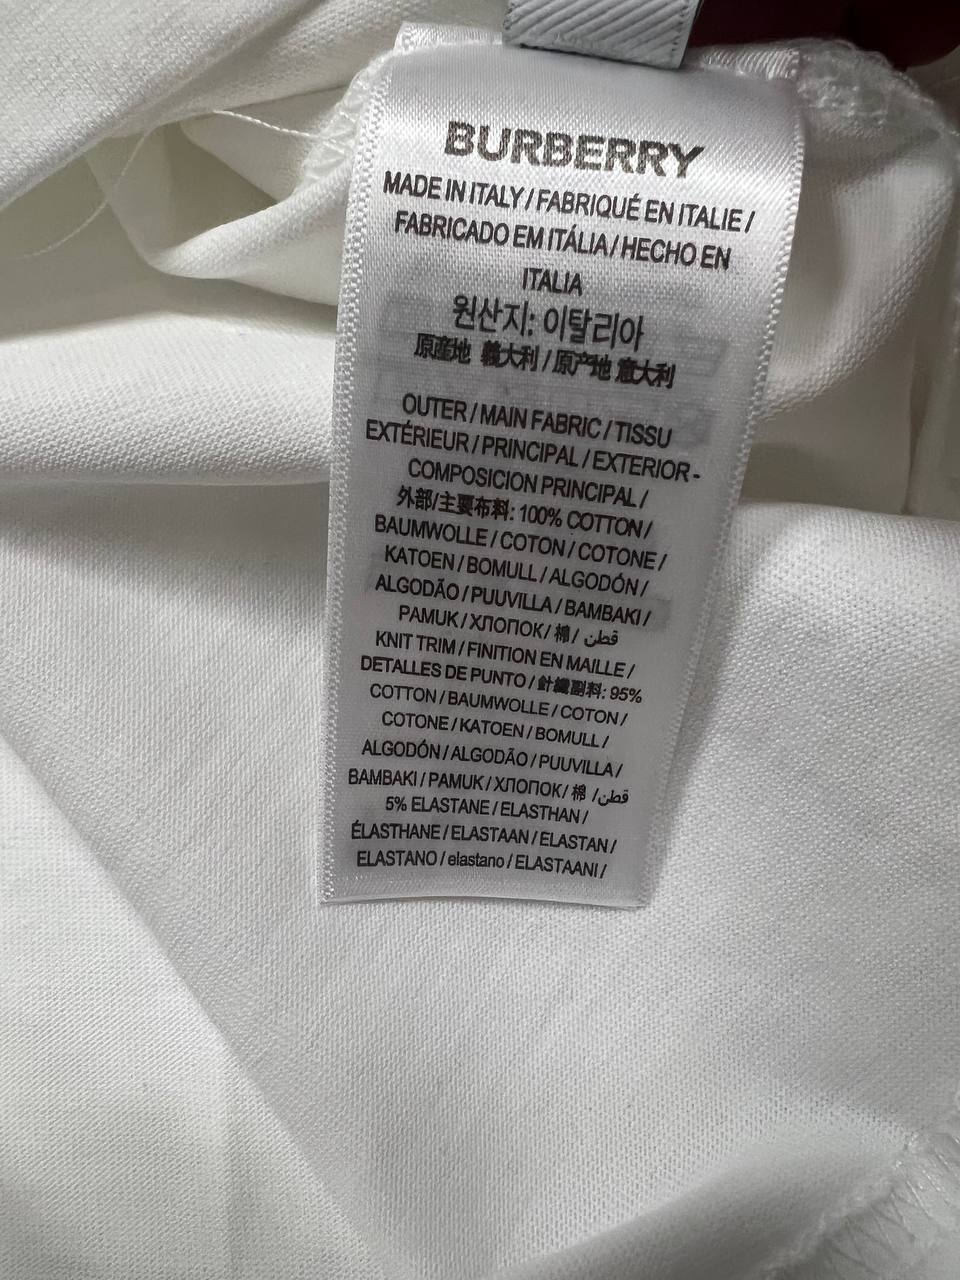 BURBERRY
MADE IN ITALY / FABRIQUÉ EN ITALIE /
FABRICADO EM ITÁLIA / HECHO EN
ITALIA
원산지: 이탈리아
原産地 義大利 / 原产地 意大利
OUTER / MAIN FABRIC / TISSU
EXTÉRIEUR / PRINCIPAL / EXTERIOR -
COMPOSICION PRINCIPAL /
外部/主要布料: 100% COTTON /
BAUMWOLLE / COTON / COTONE /
KATOEN / BOMULL / ALGODÓN /
ALGODÃO / PUUVILLA / BAMBAKI /
PAMUK / ХЛОПОК / 棉 / قطن
KNIT TRIM / FINITION EN MAILLE /
DETALLES DE PUNTO / 針織副料: 95%
COTTON / BAUMWOLLE / COTON /
COTONE / KATOEN / BOMULL /
ALGODÓN / ALGODÃO / PUUVILLA /
BAMBAKI / PAMUK / ХЛОПОК / 棉 / قطن
5% ELASTANE / ELASTHAN /
ÉLASTHANE / ELASTAAN / ELASTAN /
ELASTANO / elastano / ELASTAANI /